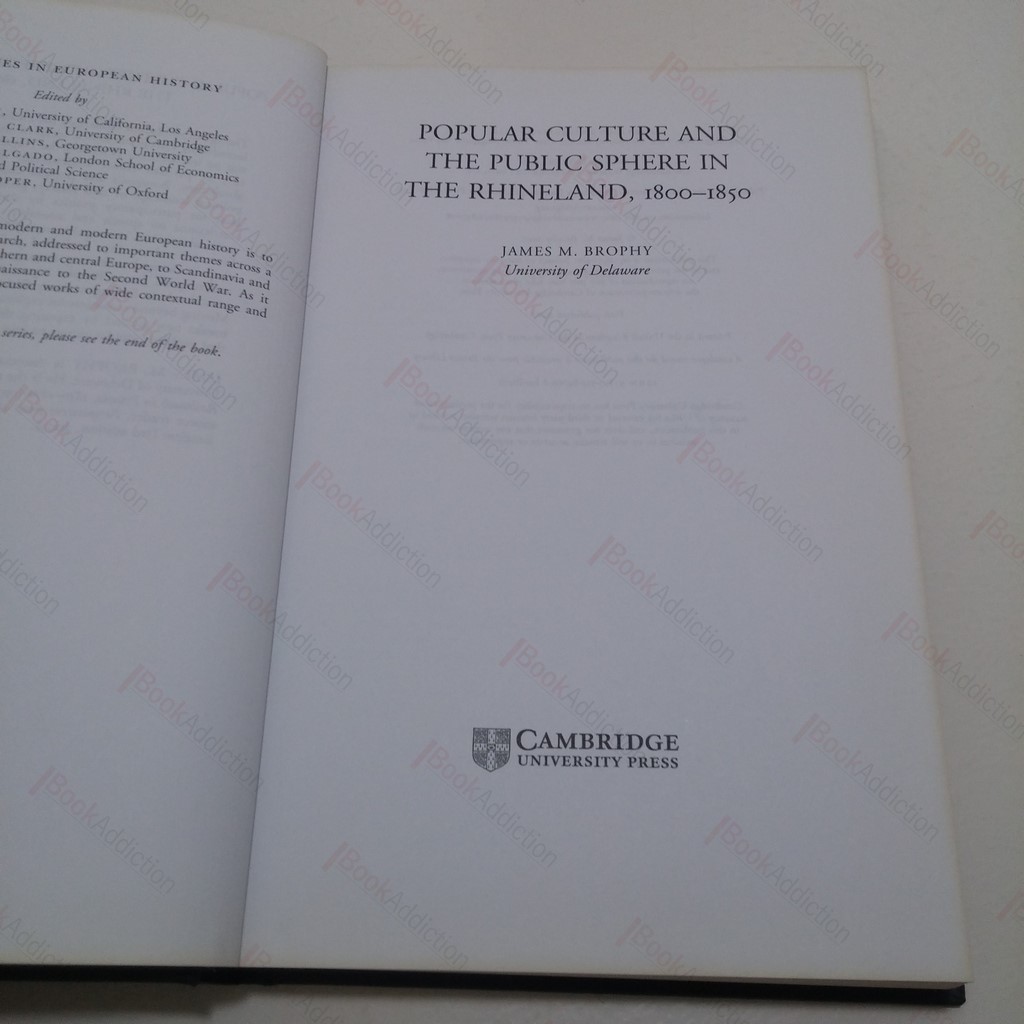 ES IN EUROPEAN HISTORY
Edited by
, University of California, Los Angeles
CLARK, University of Cambridge
LLINS, Georgetown University
LGADO, London School of Economics
d Political Science
OPER, University of Oxford
modern and modern European history is to
arch, addressed to important themes across a
hern and central Europe, to Scandinavia and
naissance to the Second World War. As it
ocused works of wide contextual range and
series, please see the end of the book.
POPULAR CULTURE AND
THE PUBLIC SPHERE IN
THE RHINELAND, 1800–1850
JAMES M. BROPHY
University of Delaware
CAMBRIDGE
UNIVERSITY PRESS
BookAddiction